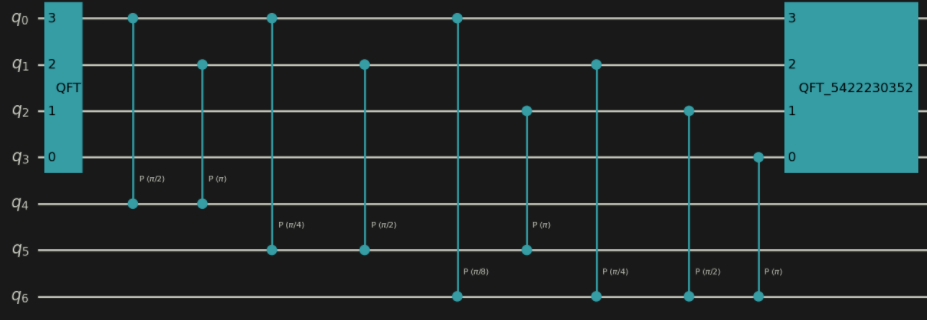 q0 3 3
q1 2 2
QFT QFT_5422230352
q2 1 1
q3 0 0
P (π/2) P (π)
q4
P (π/4) P (π/2) P (π)
q5
P (π/8) P (π/4) P (π/2) P (π)
q6